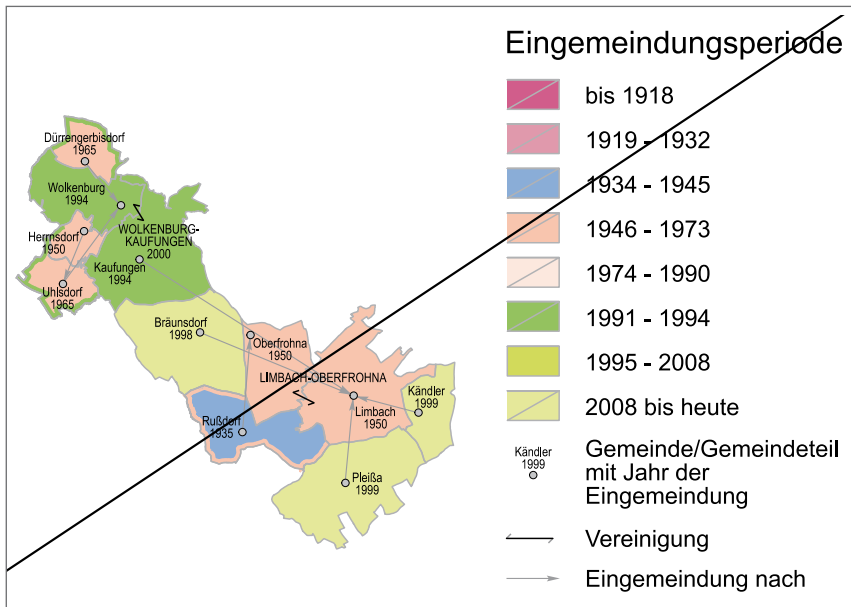 Eingemeindungsperiode
bis 1918
1919 - 1932
1934 - 1945
1946 - 1973
1974 - 1990
1991 - 1994
1995 - 2008
2008 bis heute
Kändler
1999
Gemeinde/Gemeindeteil
mit Jahr der
Eingemeindung
Vereinigung
Eingemeindung nach
Dürrengerbisdorf
1965
Wolkenburg
1994
Herrnsdorf
1950
WOLKENBURG-
KAUFUNGEN
2000
Kaufungen
1994
Uhlsdorf
1965
Bräunsdorf
1998
Oberfrohna
1950
LIMBACH-OBERFROHNA
Kändler
1999
Limbach
1950
Rußdorf
1935
Pleißa
1999